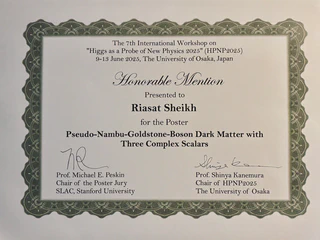 The 7th International Workshop on
"Higgs as a Probe of New Physics 2025" (HPNP2025)
9-13 June 2025, The University of Osaka, Japan
Honorable Mention
Presented to
Riasat Sheikh
for the Poster
Pseudo-Nambu-Goldstone-Boson Dark Matter with
Three Complex Scalars
Prof. Michael E. Peskin
Chair of the Poster Jury
SLAC, Stanford University
Shinya Kanemura
Prof. Shinya Kanemura
Chair of HPNP2025
The University of Osaka